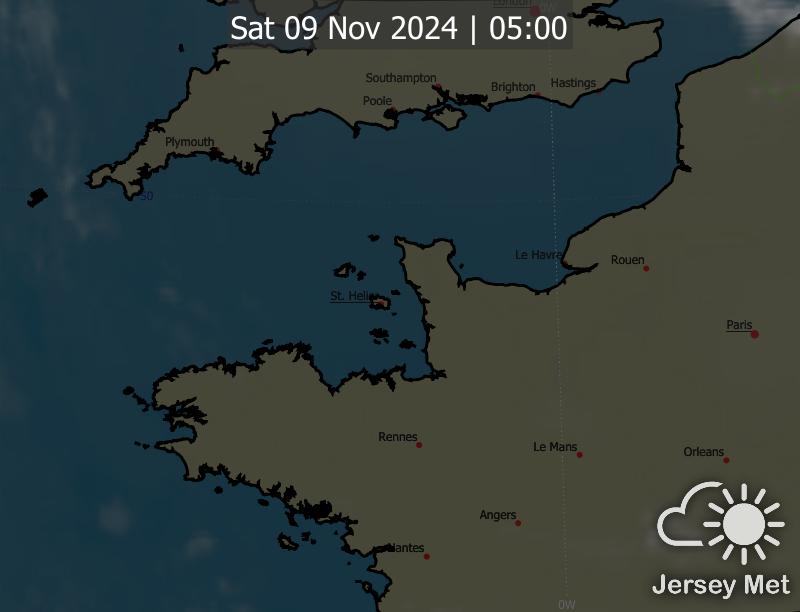 London
0W
Sat 09 Nov 2024 | 05:00
Southampton
Brighton
Hastings
Poole
Plymouth
50
Le Havre
Rouen
St. Helier
Paris
Rennes
Le Mans
Orleans
Angers
Nantes
Jersey Met
0W